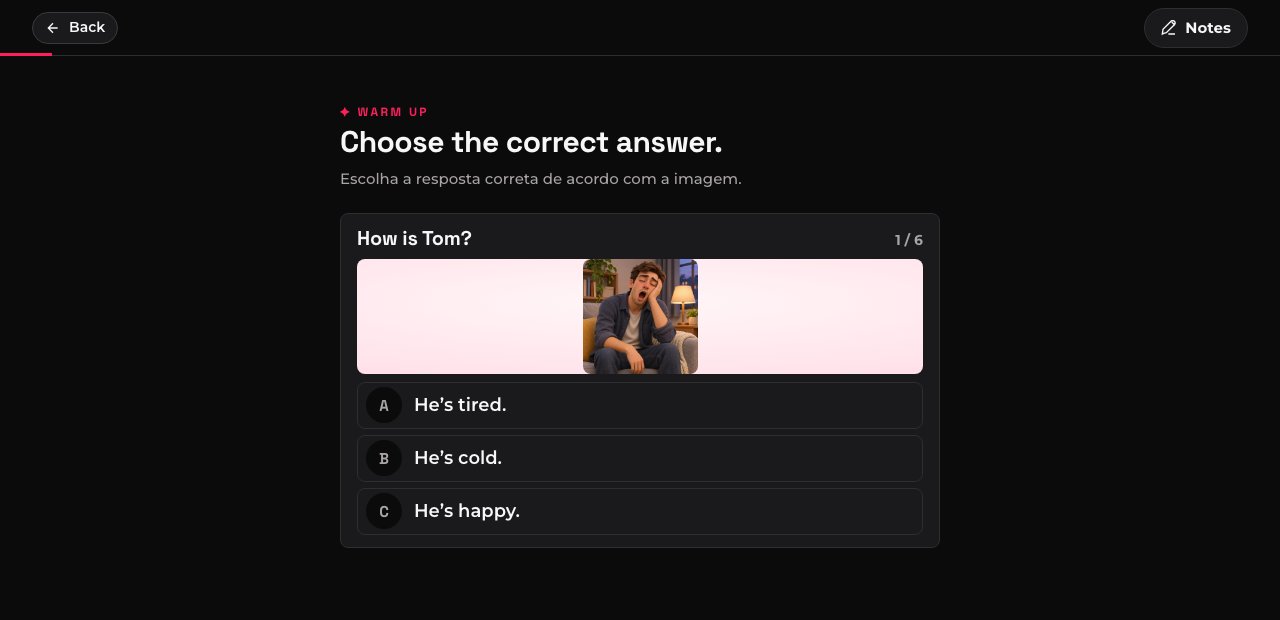 Back
Notes
WARM UP
Choose the correct answer.
Escolha a resposta correta de acordo com a imagem.
How is Tom?
1 / 6
A He's tired.
B He's cold.
C He's happy.